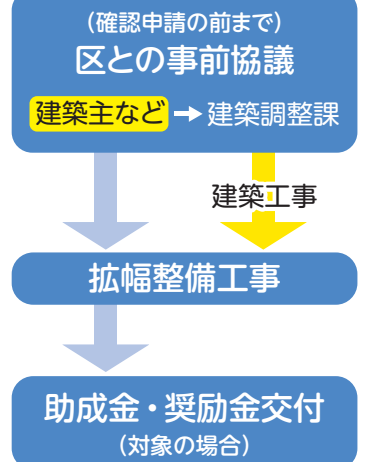 (確認申請の前まで)
区との事前協議
建築主など→建築調整課
建築工事
拡幅整備工事
助成金・奨励金交付
(対象の場合)